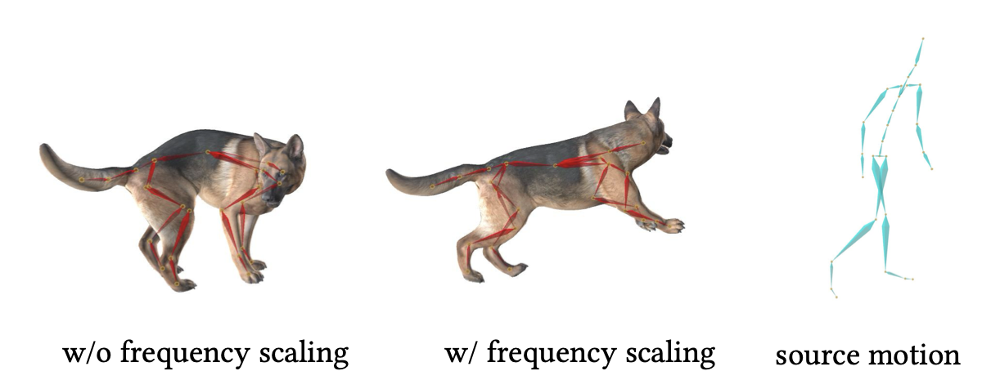 w/o frequency scaling
w/ frequency scaling
source motion